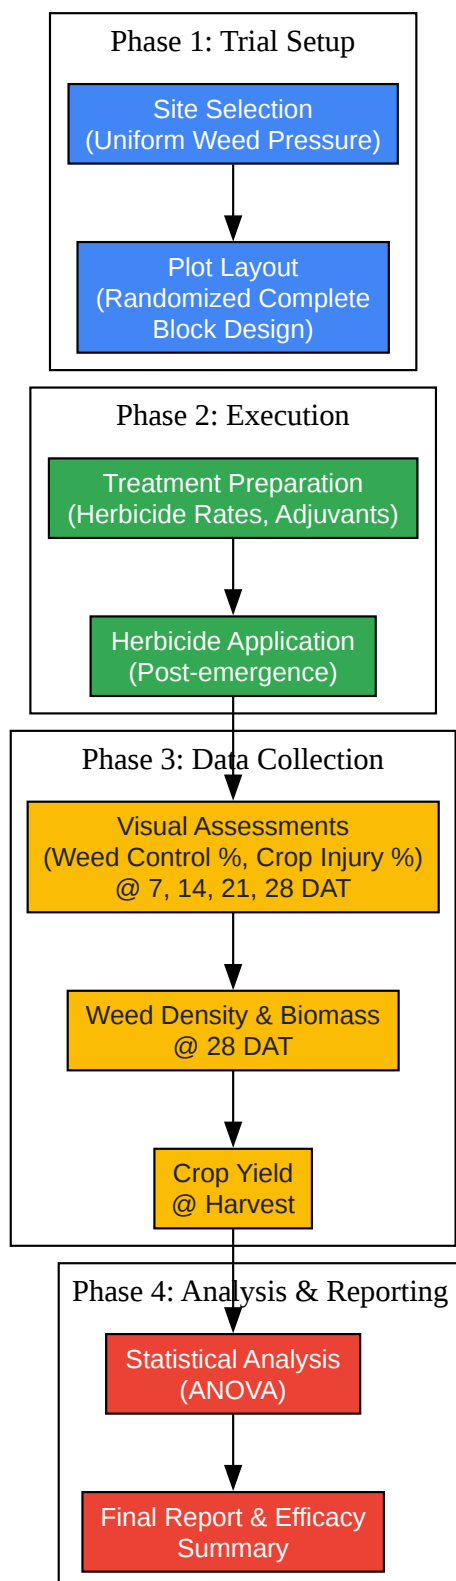 Phase 1: Trial Setup
Site Selection
(Uniform Weed Pressure)
Plot Layout
(Randomized Complete
Block Design)
Phase 2: Execution
Treatment Preparation
(Herbicide Rates, Adjuvants)
Herbicide Application
(Post-emergence)
Phase 3: Data Collection
Visual Assessments
(Weed Control %, Crop Injury %)
@ 7, 14, 21, 28 DAT
Weed Density & Biomass
@ 28 DAT
Crop Yield
@ Harvest
Phase 4: Analysis & Reporting
Statistical Analysis
(ANOVA)
Final Report & Efficacy
Summary